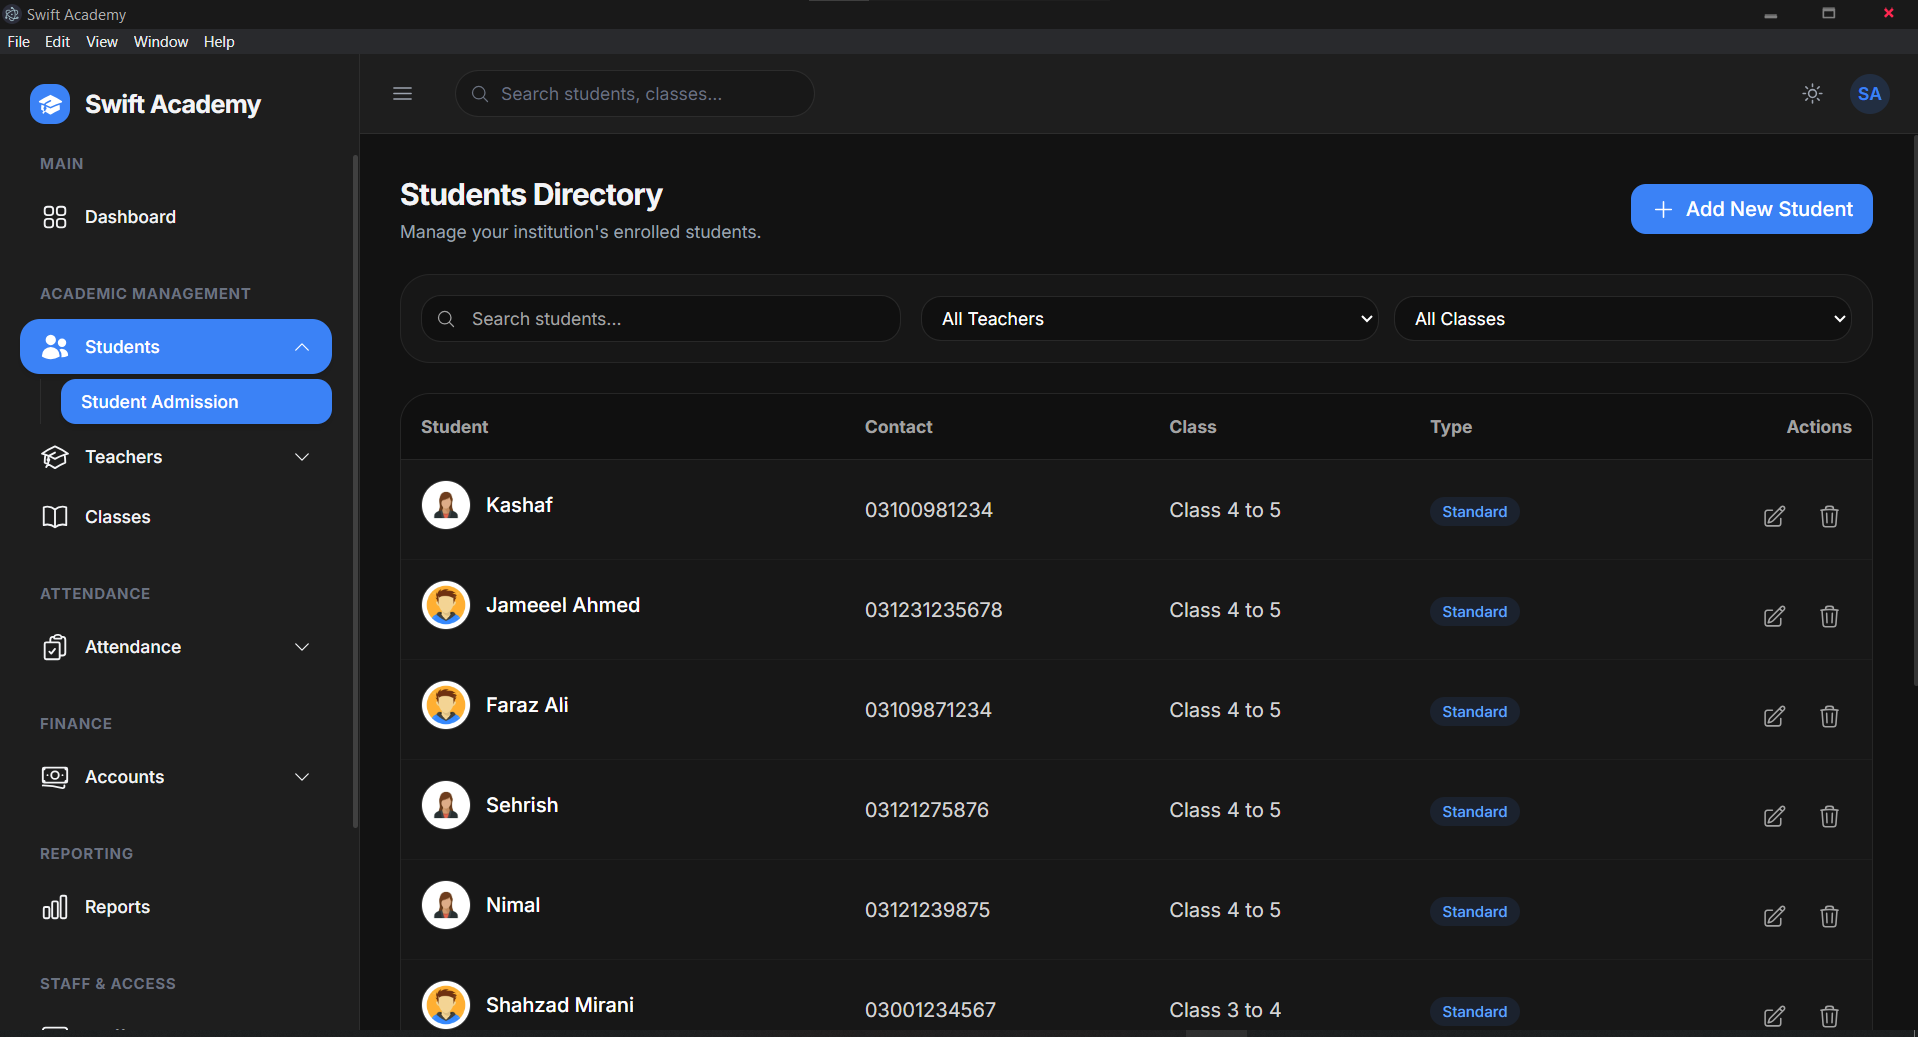 Swift Academy
File Edit View Window Help
Swift Academy
MAIN
Dashboard
ACADEMIC MANAGEMENT
Students
Student Admission
Teachers
Classes
ATTENDANCE
Attendance
FINANCE
Accounts
REPORTING
Reports
STAFF & ACCESS
Search students, classes...
SA
Students Directory
Manage your institution's enrolled students.
Add New Student
Search students...
All Teachers
All Classes
Student Contact Class Type Actions
Kashaf 03100981234 Class 4 to 5 Standard
Jameeel Ahmed 031231235678 Class 4 to 5 Standard
Faraz Ali 03109871234 Class 4 to 5 Standard
Sehrish 03121275876 Class 4 to 5 Standard
Nimal 03121239875 Class 4 to 5 Standard
Shahzad Mirani 03001234567 Class 3 to 4 Standard